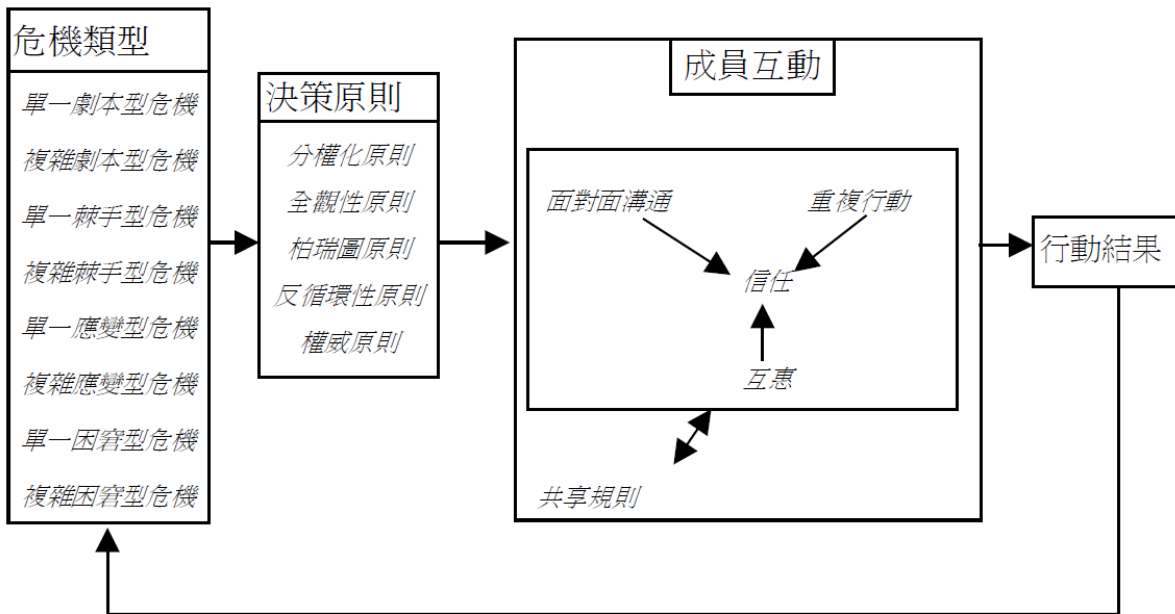 危機類型
單一劇本型危機
複雜劇本型危機
單一棘手型危機
複雜棘手型危機
單一應變型危機
複雜應變型危機
單一困窘型危機
複雜困窘型危機
決策原則
分權化原則
全觀性原則
柏瑞圖原則
反循環性原則
權威原則
成員互動
面對面溝通
重複行動
信任
互惠
共享規則
行動結果